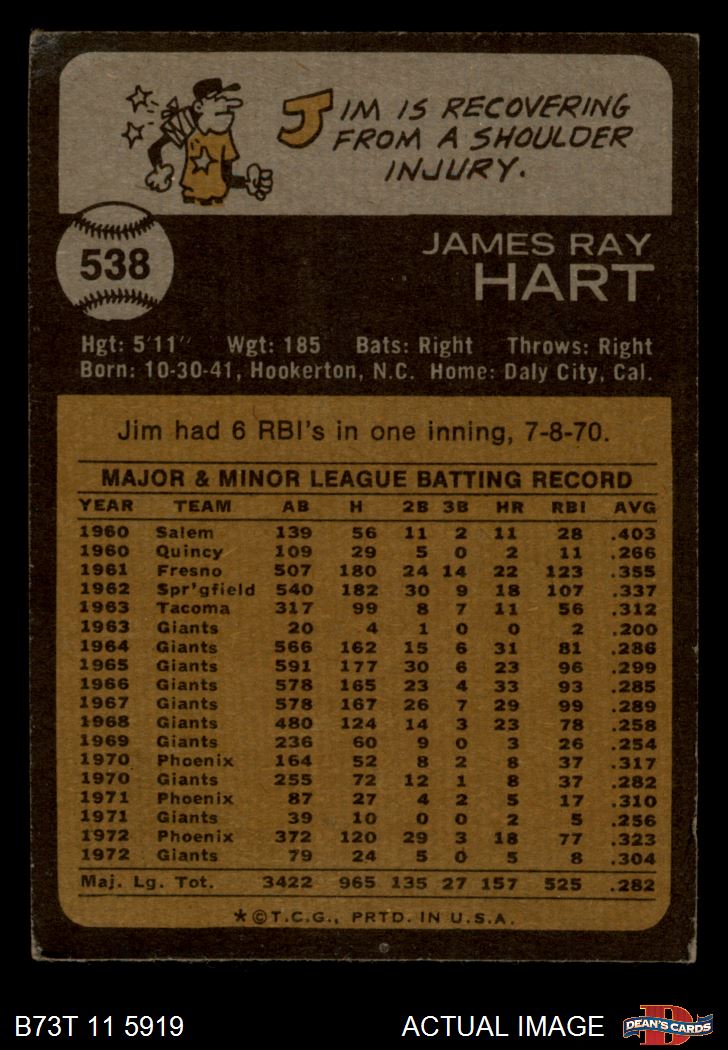 JIM IS RECOVERING
FROM A SHOULDER
INJURY.
538
JAMES RAY
HART
Hgt: 5'11" Wgt: 185 Bats: Right Throws: Right
Born: 10-30-41, Hookerton, N.C. Home: Daly City, Cal.
Jim had 6 RBI's in one inning, 7-8-70.
MAJOR & MINOR LEAGUE BATTING RECORD
YEAR TEAM AB H 2B 3B HR RBI AVG
1960 Salem 139 56 11 2 11 28 .403
1960 Quincy 109 29 5 0 2 11 .266
1961 Fresno 507 180 24 14 22 123 .355
1962 Spr'gfield 540 182 30 9 18 107 .337
1963 Tacoma 317 99 8 7 11 56 .312
1963 Giants 20 4 1 0 0 2 .200
1964 Giants 566 162 15 6 31 81 .286
1965 Giants 591 177 30 6 23 96 .299
1966 Giants 578 165 23 4 33 93 .285
1967 Giants 578 167 26 7 29 99 .289
1968 Giants 480 124 14 3 23 78 .258
1969 Giants 236 60 9 0 3 26 .254
1970 Phoenix 164 52 8 2 8 37 .317
1970 Giants 255 72 12 1 8 37 .282
1971 Phoenix 87 27 4 2 5 17 .310
1971 Giants 39 10 0 0 2 5 .256
1972 Phoenix 372 120 29 3 18 77 .323
1972 Giants 79 24 5 0 5 8 .304
Maj. Lg. Tot. 3422 965 135 27 157 525 .282
*©T.C.G., PRTD. IN U.S.A.
B73T 11 5919 ACTUAL IMAGE
DEAN'S CARDS